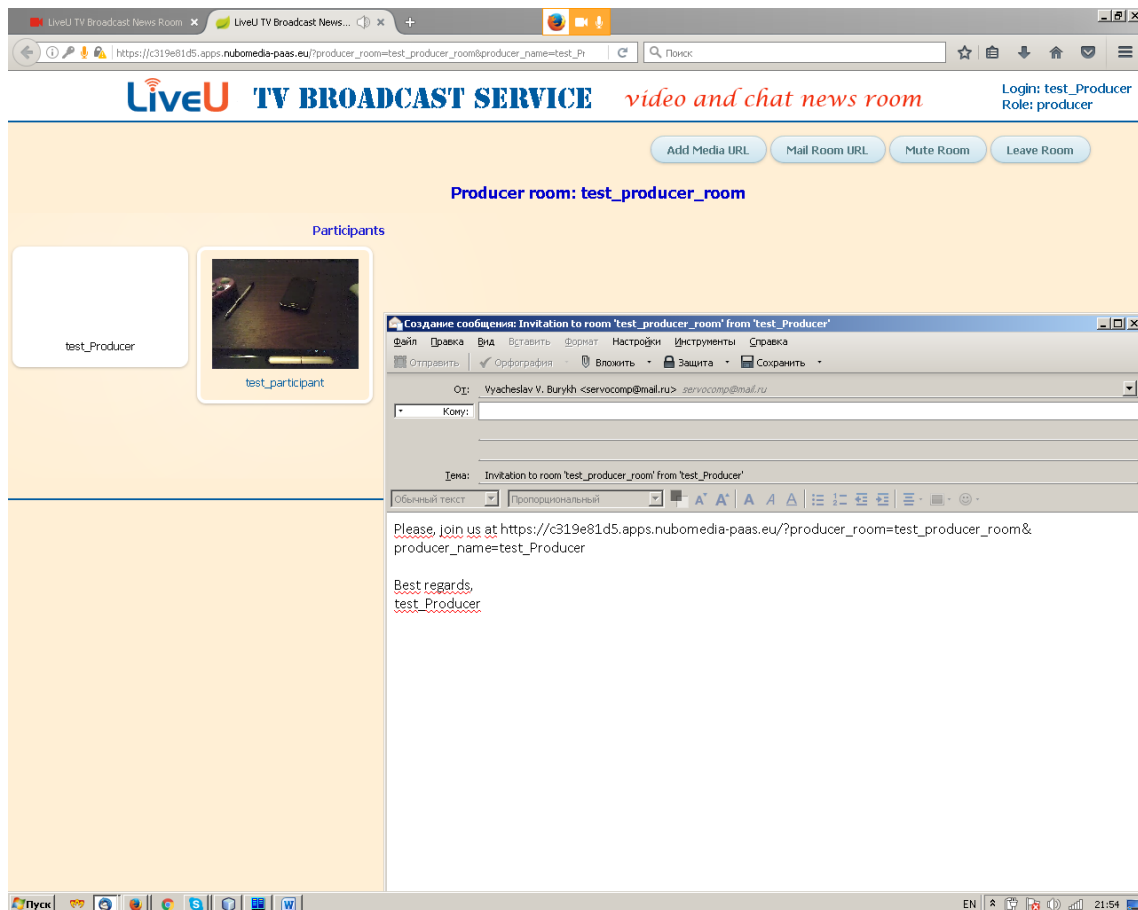 LiveU TV Broadcast News Room
LiveU TV Broadcast News...
https://c319e81d5.apps.nubomedia-paas.eu/?producer_room=test_producer_room&producer_name=test_Pr
Поиск
LiveU TV BROADCAST SERVICE video and chat news room
Login: test_Producer
Role: producer
Add Media URL Mail Room URL Mute Room Leave Room
Producer room: test_producer_room
Participants
test_Producer
test_participant
Создание сообщения: Invitation to room 'test_producer_room' from 'test_Producer'
Файл Правка Вид Вставить Формат Настройки Инструменты Справка
Отправить Орфография Вложить Защита Сохранить
От: Vyacheslav V. Burykh <servocomp@mail.ru> servocomp@mail.ru
Кому:
Тема: Invitation to room 'test_producer_room' from 'test_Producer'
Обычный текст Пропорциональный
Please, join us at https://c319e81d5.apps.nubomedia-paas.eu/?producer_room=test_producer_room&
producer_name=test_Producer
Best regards,
test_Producer
Пуск EN 21:54